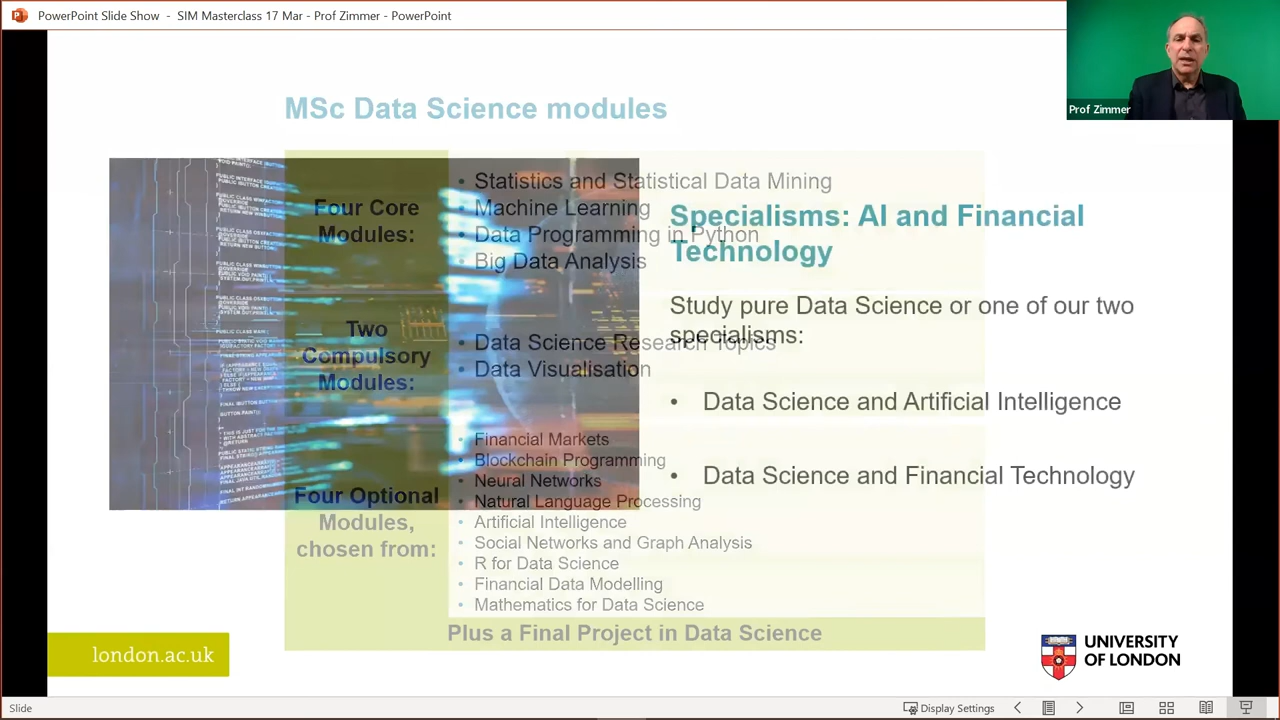 PowerPoint Slide Show - SIM Masterclass 17 Mar - Prof Zimmer - PowerPoint
Prof Zimmer
MSc Data Science modules
Four Core
Modules:
• Statistics and Statistical Data Mining
• Machine Learning
• Data Programming in Python
• Big Data Analysis
Two
Compulsory
Modules:
• Data Science Research Topics
• Data Visualisation
Four Optional
Modules,
chosen from:
• Financial Markets
• Blockchain Programming
• Neural Networks
• Natural Language Processing
• Artificial Intelligence
• Social Networks and Graph Analysis
• R for Data Science
• Financial Data Modelling
• Mathematics for Data Science
Plus a Final Project in Data Science
Specialisms: AI and Financial
Technology
Study pure Data Science or one of our two
specialisms:
• Data Science and Artificial Intelligence
• Data Science and Financial Technology
london.ac.uk
UNIVERSITY
OF LONDON
Slide
Display Settings